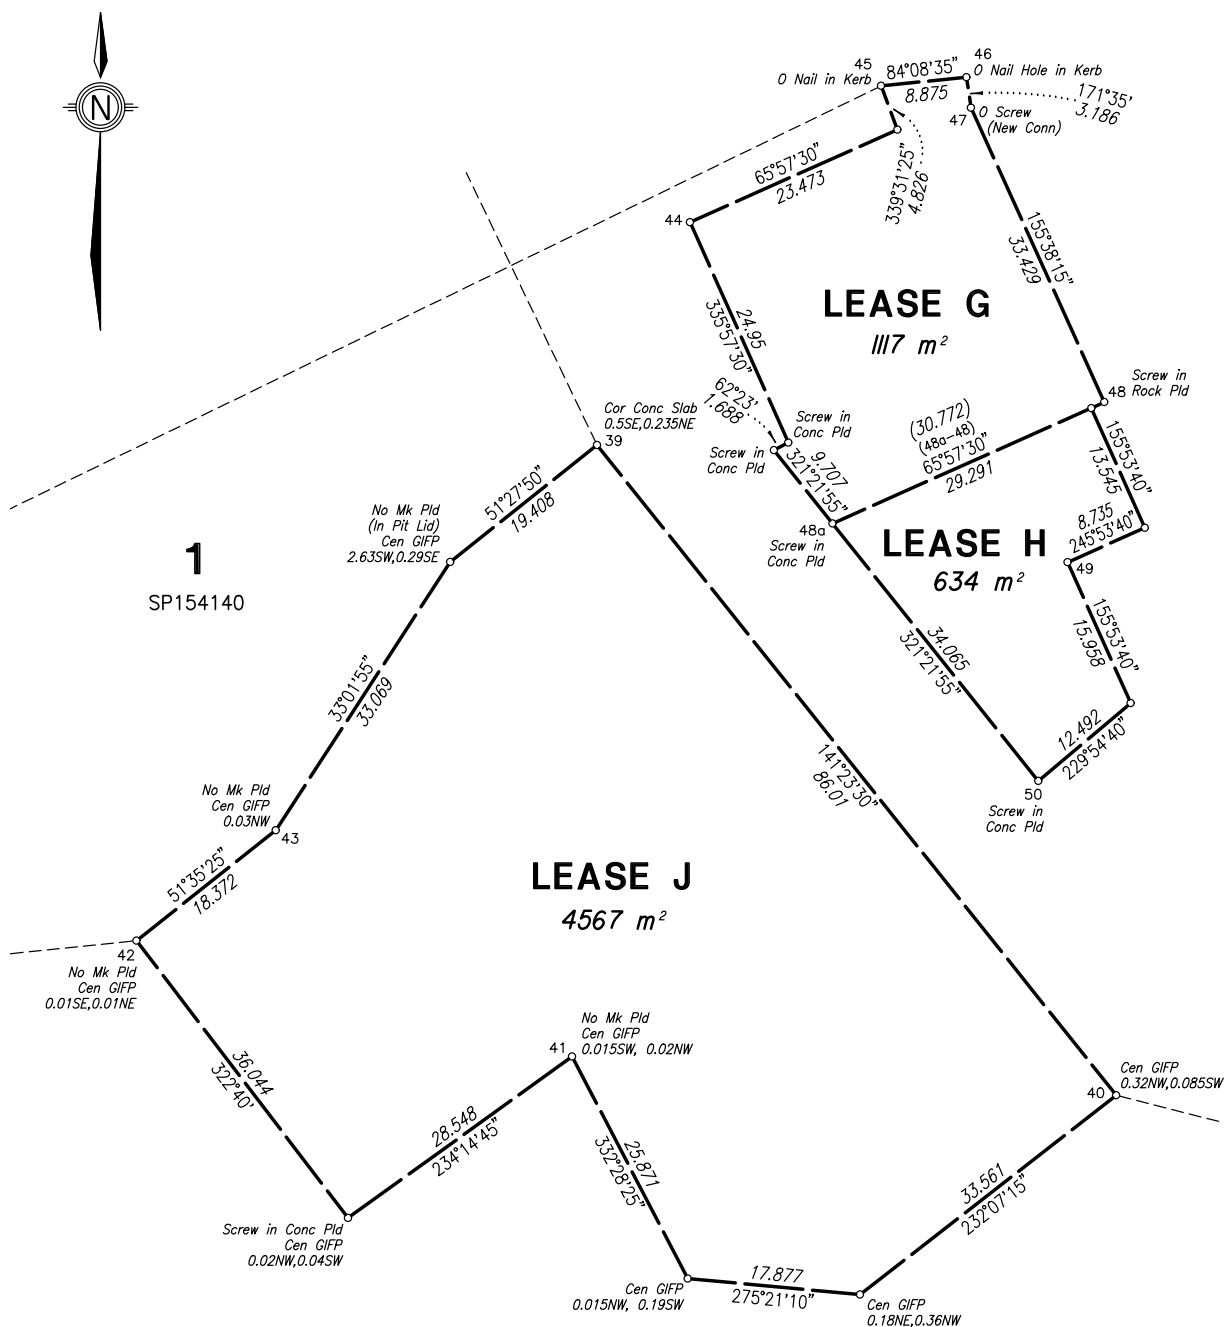 N
45
O Nail in Kerb
84°08'35"
8.875
46
O Nail Hole in Kerb
171°35'
3.186
47
O Screw
(New Conn)
65°57'30"
23.473
339°31'25"
4.826
44
155°38'15"
33.429
LEASE G
1117 m²
24.95
335°57'30"
62°23'
1.688
Screw in
Conc Pld
Screw in
Conc Pld
9.707
321°21'55"
(30.772)
(48a-48)
65°57'30"
29.291
48
Screw in
Rock Pld
155°53'40"
13.545
Cor Conc Slab
0.5SE,0.235NE
39
51°27'50"
19.408
No Mk Pld
(In Pit Lid)
Cen GIFP
2.63SW,0.29SE
48a
Screw in
Conc Pld
LEASE H
634 m²
8.735
245°53'40"
49
155°53'40"
15.958
1
SP154140
34.065
321°21'55"
12.492
229°54'40"
50
Screw in
Conc Pld
33°01'55"
33.069
141°23'30"
86.01
No Mk Pld
Cen GIFP
0.03NW
43
51°35'25"
18.372
LEASE J
4567 m²
42
No Mk Pld
Cen GIFP
0.01SE,0.01NE
No Mk Pld
Cen GIFP
0.015SW, 0.02NW
41
36.044
322°40'
28.548
234°14'45"
25.871
332°28'25"
Cen GIFP
0.32NW,0.085SW
40
33.561
232°07'15"
Screw in Conc Pld
Cen GIFP
0.02NW,0.04SW
17.877
275°21'10"
Cen GIFP
0.015NW, 0.19SW
Cen GIFP
0.18NE,0.36NW